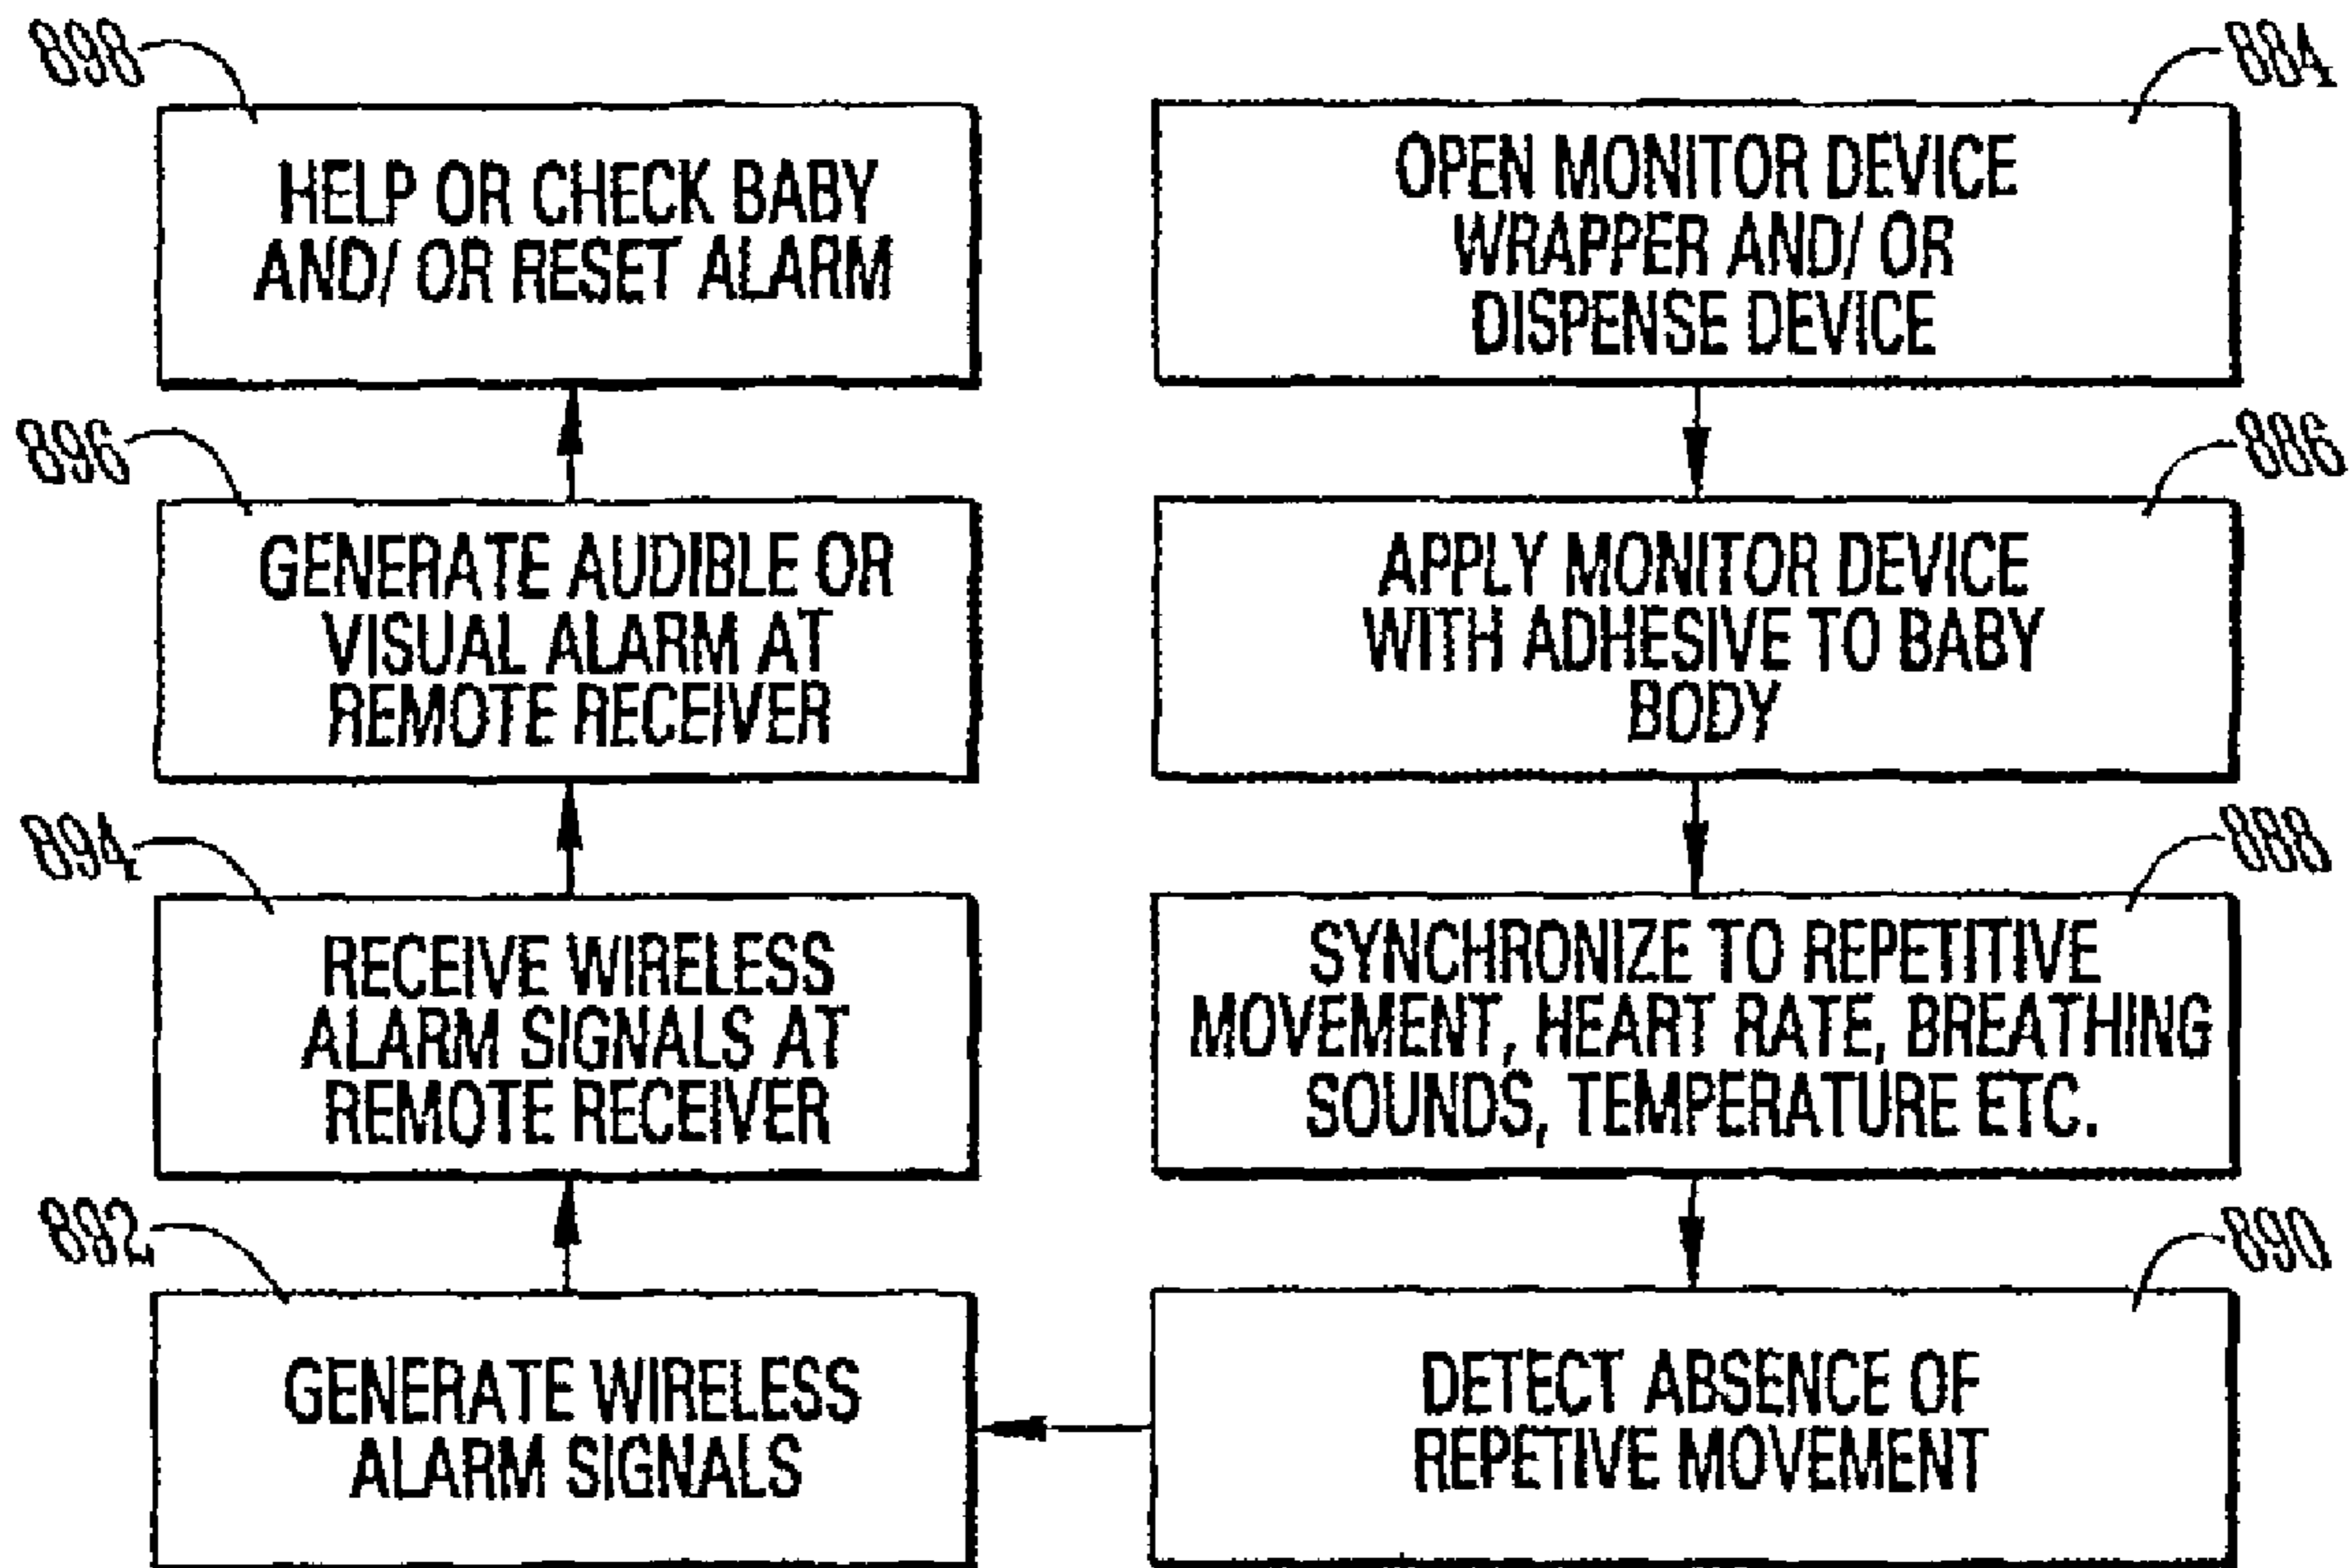 898
HELP OR CHECK BABY
AND/ OR RESET ALARM
884
OPEN MONITOR DEVICE
WRAPPER AND/ OR
DISPENSE DEVICE
896
GENERATE AUDIBLE OR
VISUAL ALARM AT
REMOTE RECEIVER
886
APPLY MONITOR DEVICE
WITH ADHESIVE TO BABY
BODY
894
RECEIVE WIRELESS
ALARM SIGNALS AT
REMOTE RECEIVER
888
SYNCHRONIZE TO REPETITIVE
MOVEMENT, HEART RATE, BREATHING
SOUNDS, TEMPERATURE ETC.
892
GENERATE WIRELESS
ALARM SIGNALS
890
DETECT ABSENCE OF
REPETIVE MOVEMENT